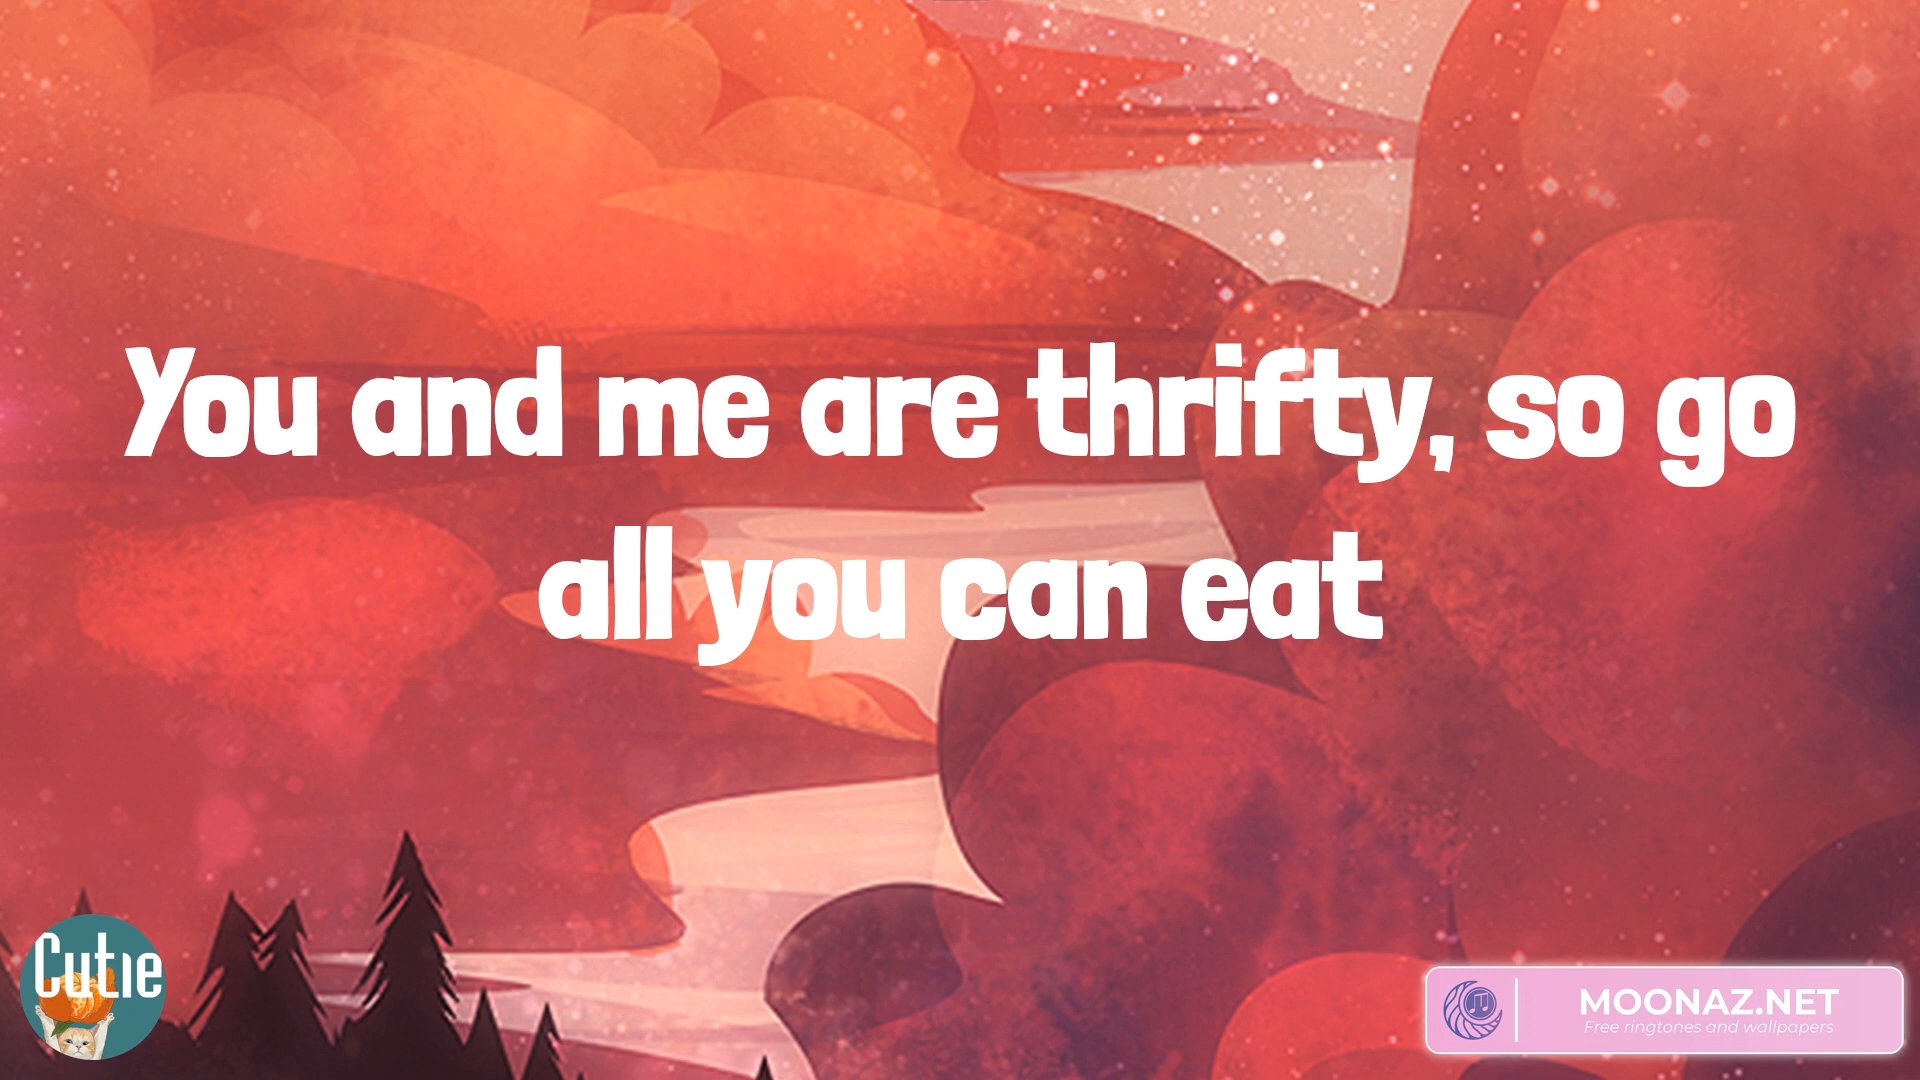 You and me are thrifty, so go
all you can eat
Cutie
MOONAZ.NET
Free ringtones and wallpapers